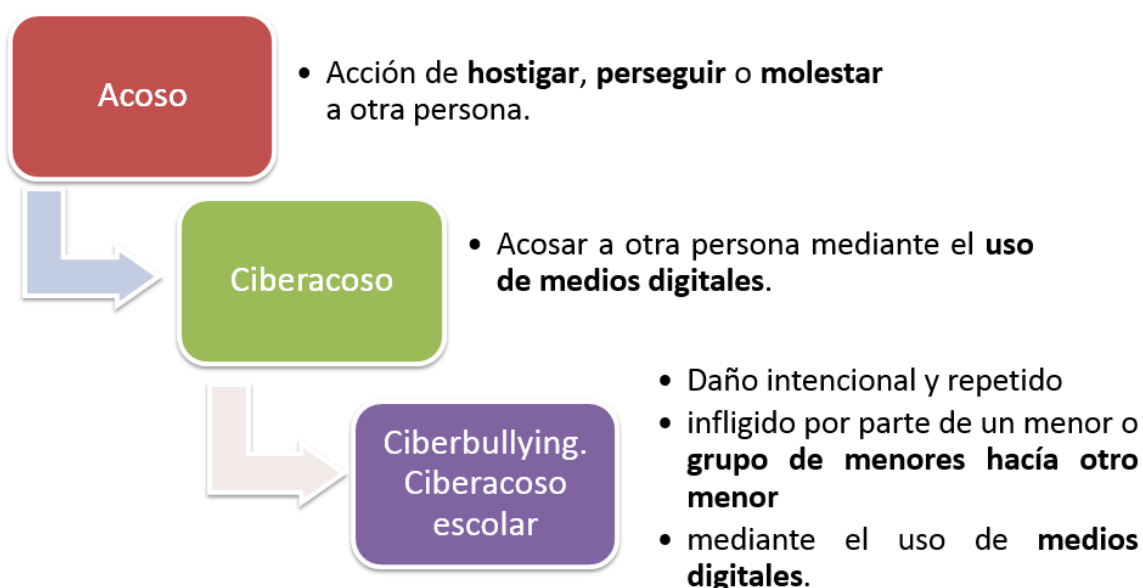 Acoso
• Acción de hostigar, perseguir o molestar
a otra persona.
Ciberacoso
• Acosar a otra persona mediante el uso
de medios digitales.
Ciberbullying.
Ciberacoso
escolar
• Daño intencional y repetido
• infligido por parte de un menor o
grupo de menores hacía otro
menor
• mediante el uso de medios
digitales.